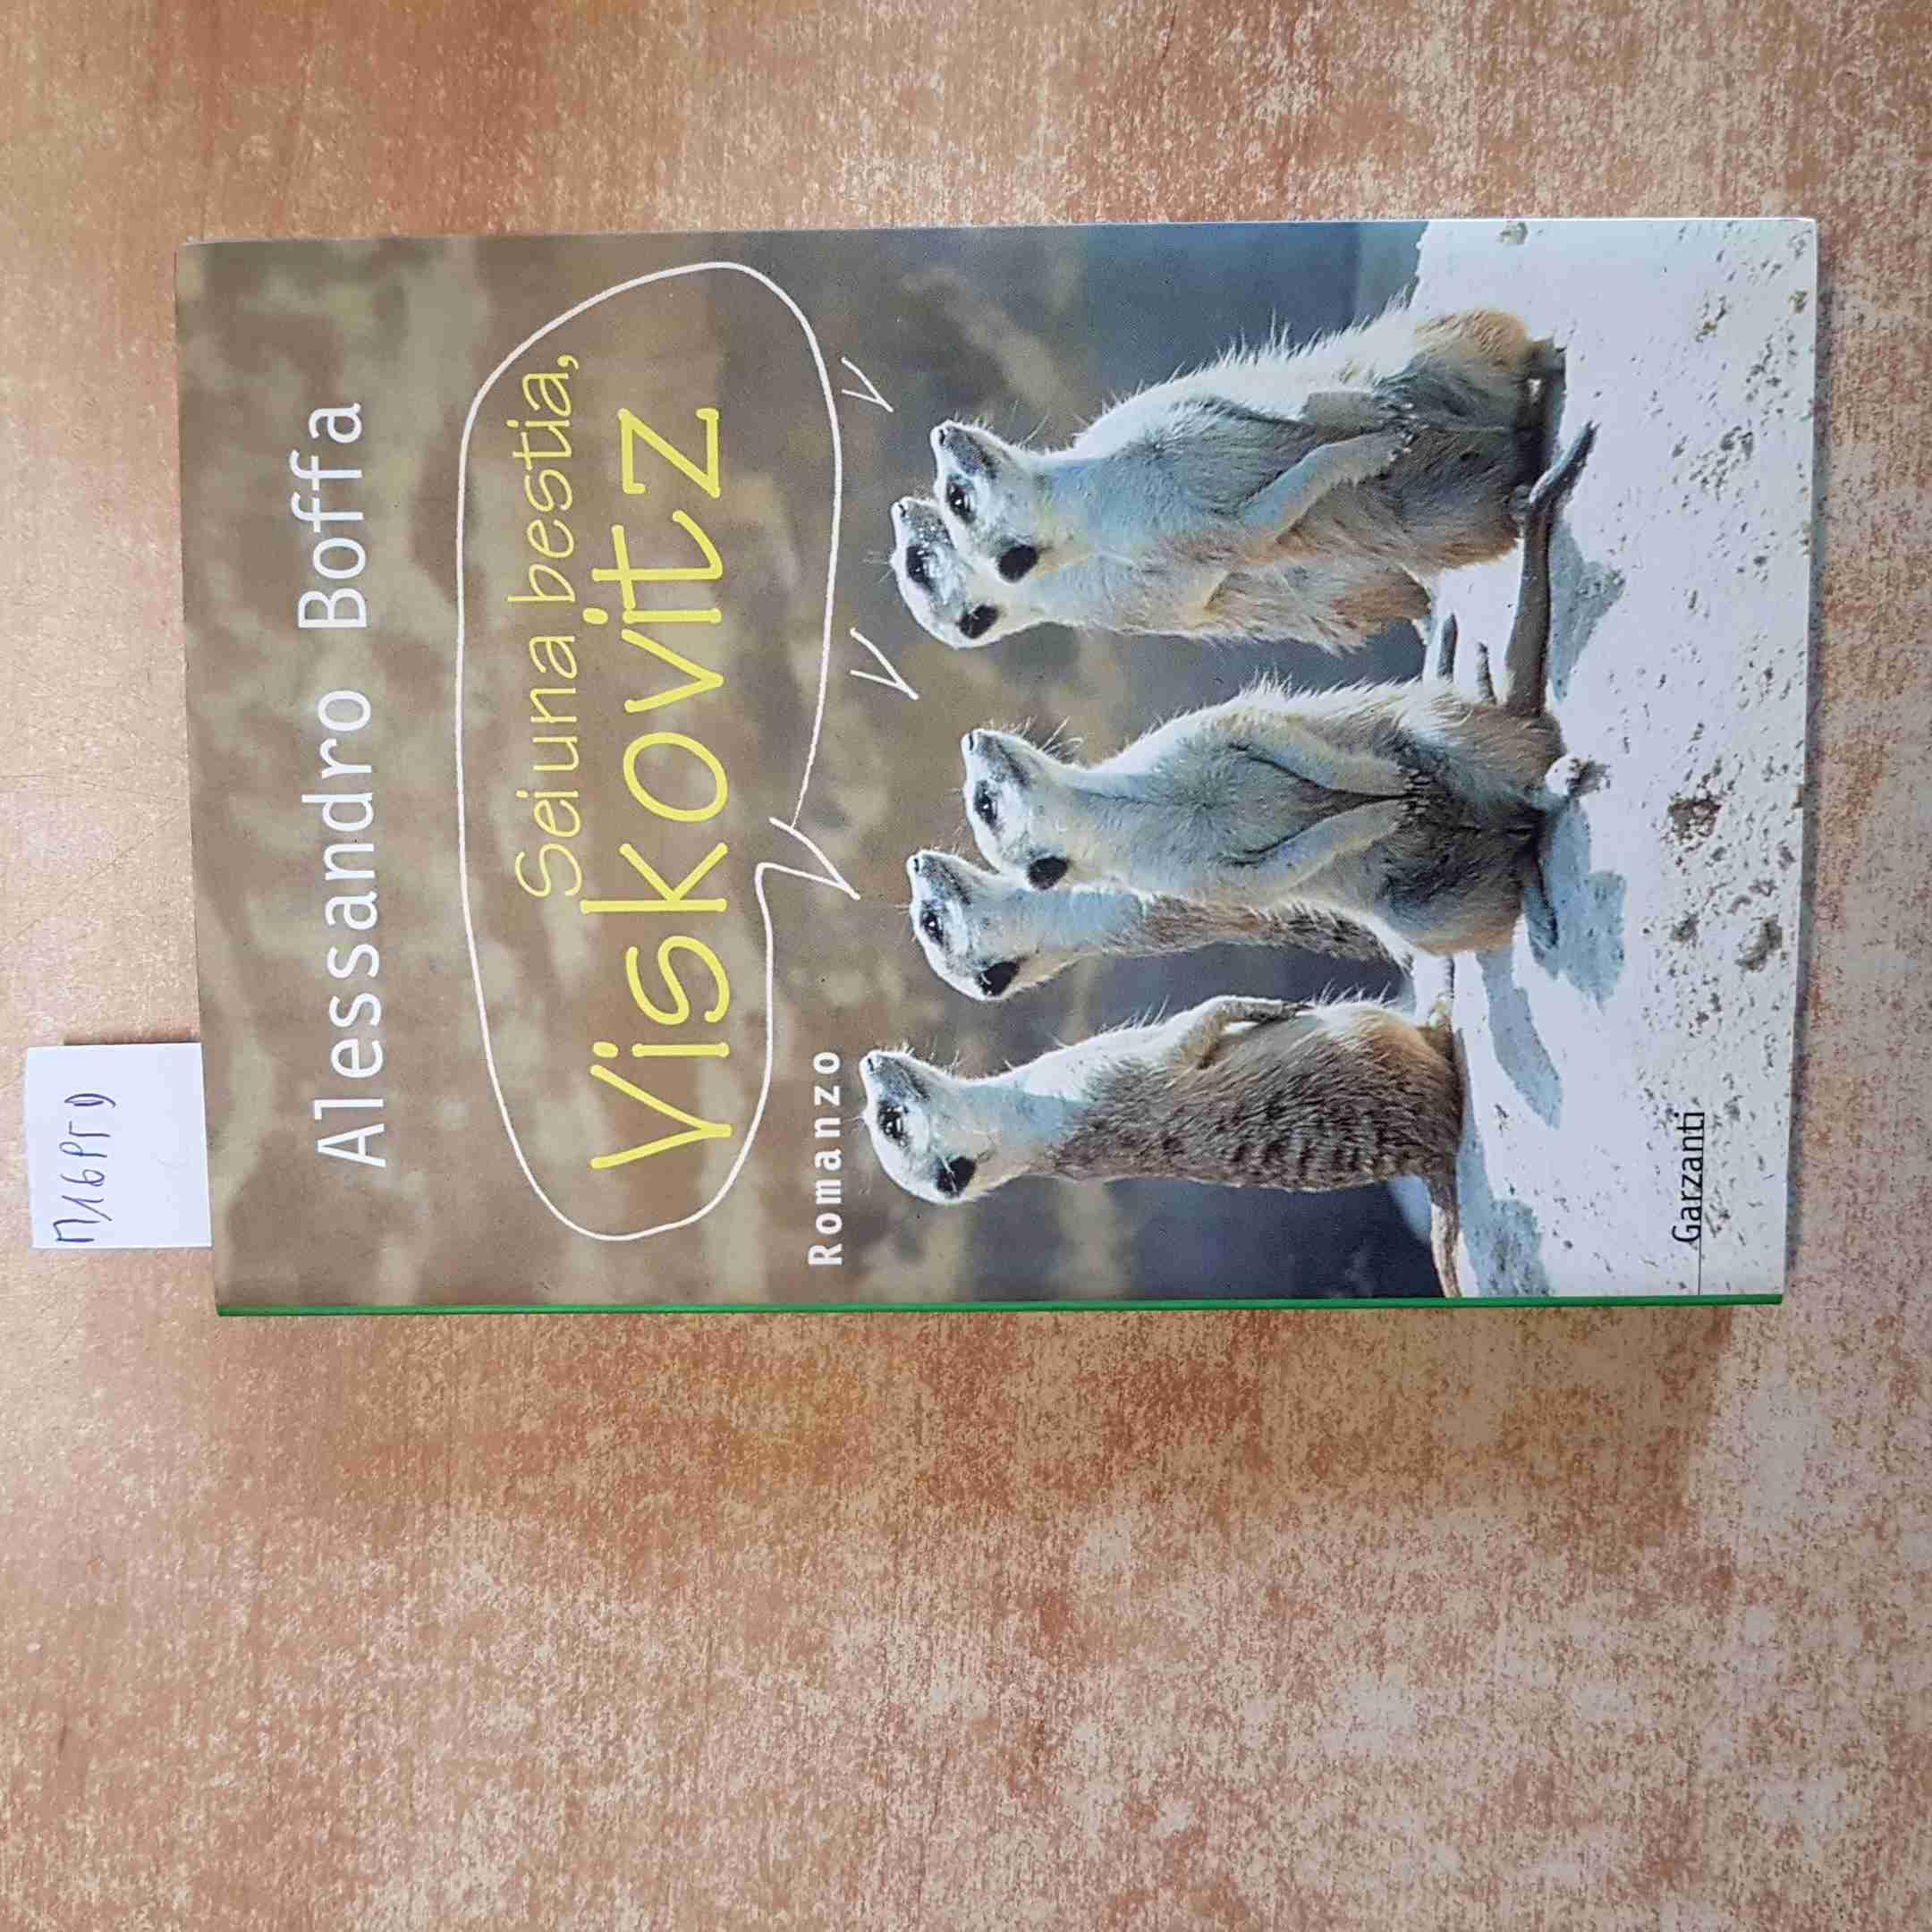 Alessandro Boffa
Sei una bestia,
Viskovitz
Romanzo
Garzanti